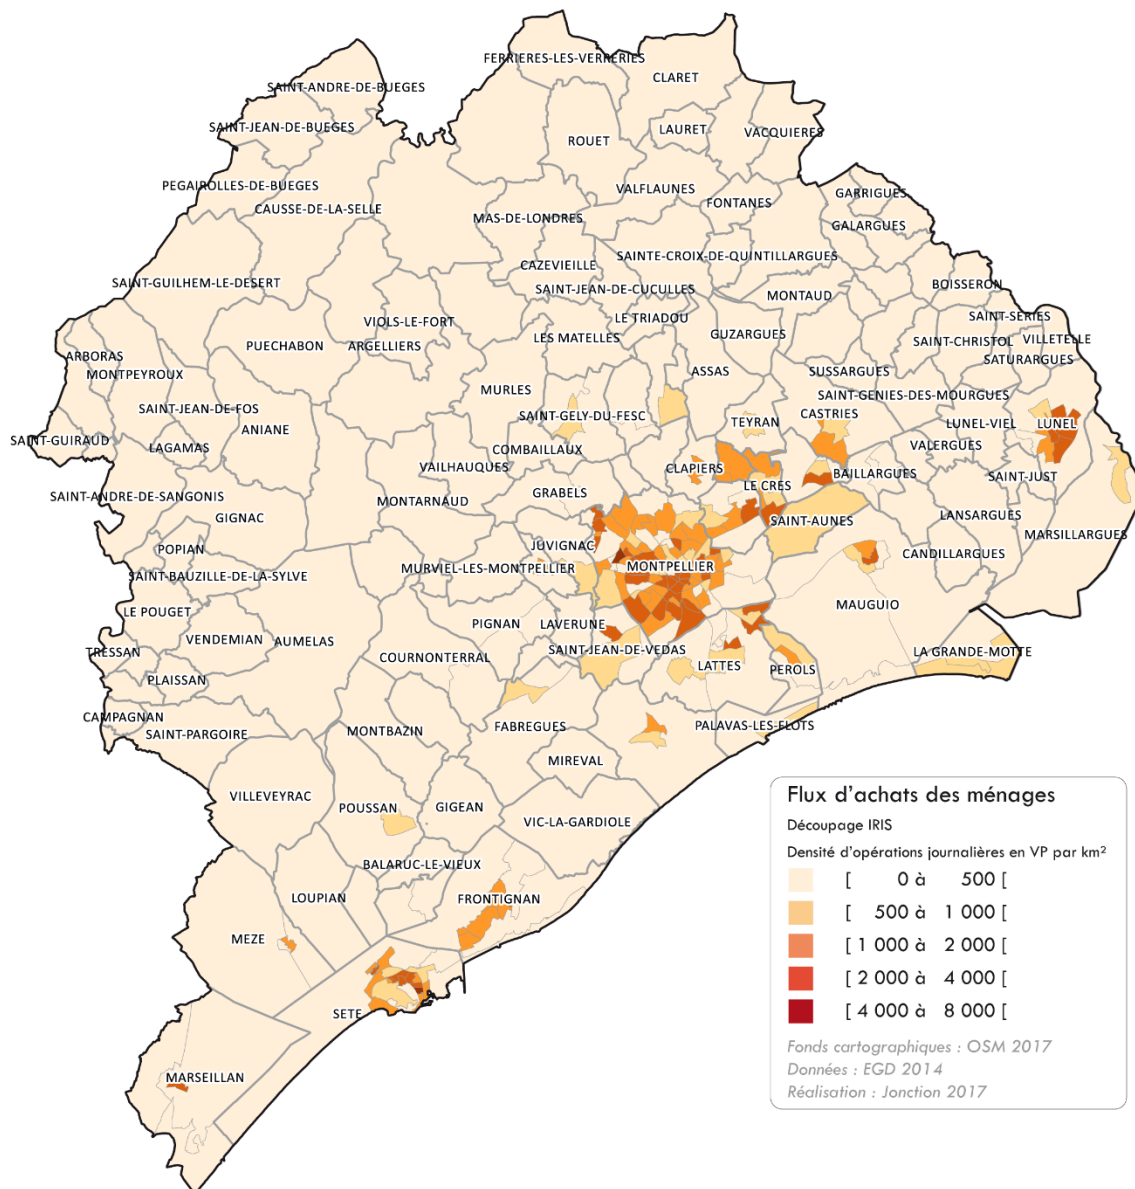 FERRIERES-LES-VERRERIES
CLARET
SAINT-ANDRE-DE-BUEGES
SAINT-JEAN-DE-BUEGES
LAURET
VACQUIERES
ROUET
PEGAIROLLES-DE-BUEGES
VALFLAUNES
GARRIGUES
CAUSSE-DE-LA-SELLE
FONTANES
MAS-DE-LONDRES
GALARGUES
SAINTE-CROIX-DE-QUINTILLARGUES
CAZEVIEILLE
SAINT-GUILHEM-LE-DESERT
BOISSERON
SAINT-JEAN-DE-CUCULLES
MONTAUD
SAINT-SERIES
LE TRIADOU
VIOLS-LE-FORT
GUZARGUES
LES MATELLES
VILLETELLE
SAINT-CHRISTOL
PUECHABON
ARGELLIERS
ARBORAS
SATURARGUES
MONTPEYROUX
ASSAS
SUSSARGUES
MURLES
SAINT-GENIES-DES-MOURGUES
SAINT-JEAN-DE-FOS
SAINT-GELY-DU-FESC
CASTRIES
TEYRAN
LUNEL-VIEL
LUNEL
ANIANE
SAINT-GUIRAUD
LAGAMAS
COMBAILLAUX
VALERGUES
VAILHAUQUES
CLAPIERS
BAILLARGUES
SAINT-JUST
LE CRES
GRABELS
SAINT-ANDRE-DE-SANGONIS
MONTARNAUD
LANSARGUES
GIGNAC
SAINT-AUNES
MARSILLARGUES
JUVIGNAC
POPIAN
CANDILLARGUES
MONTPELLIER
MURVIEL-LES-MONTPELLIER
SAINT-BAUZILLE-DE-LA-SYLVE
MAUGUIO
LE POUGET
PIGNAN
LAVERUNE
VENDEMIAN
AUMELAS
SAINT-JEAN-DE-VEDAS
LA GRANDE-MOTTE
TRESSAN
COURNONTERRAL
LATTES
PEROLS
PLAISSAN
CAMPAGNAN
SAINT-PARGOIRE
MONTBAZIN
FABREGUES
PALAVAS-LES-FLOTS
MIREVAL
VILLEVEYRAC
POUSSAN
GIGEAN
VIC-LA-GARDIOLE
BALARUC-LE-VIEUX
LOUPIAN
FRONTIGNAN
MEZE
SETE
MARSEILLAN
Flux d'achats des ménages
Découpage IRIS
Densité d'opérations journalières en VP par km²
[ 0 à 500 [
[ 500 à 1 000 [
[ 1 000 à 2 000 [
[ 2 000 à 4 000 [
[ 4 000 à 8 000 [
Fonds cartographiques : OSM 2017
Données : EGD 2014
Réalisation : Jonction 2017